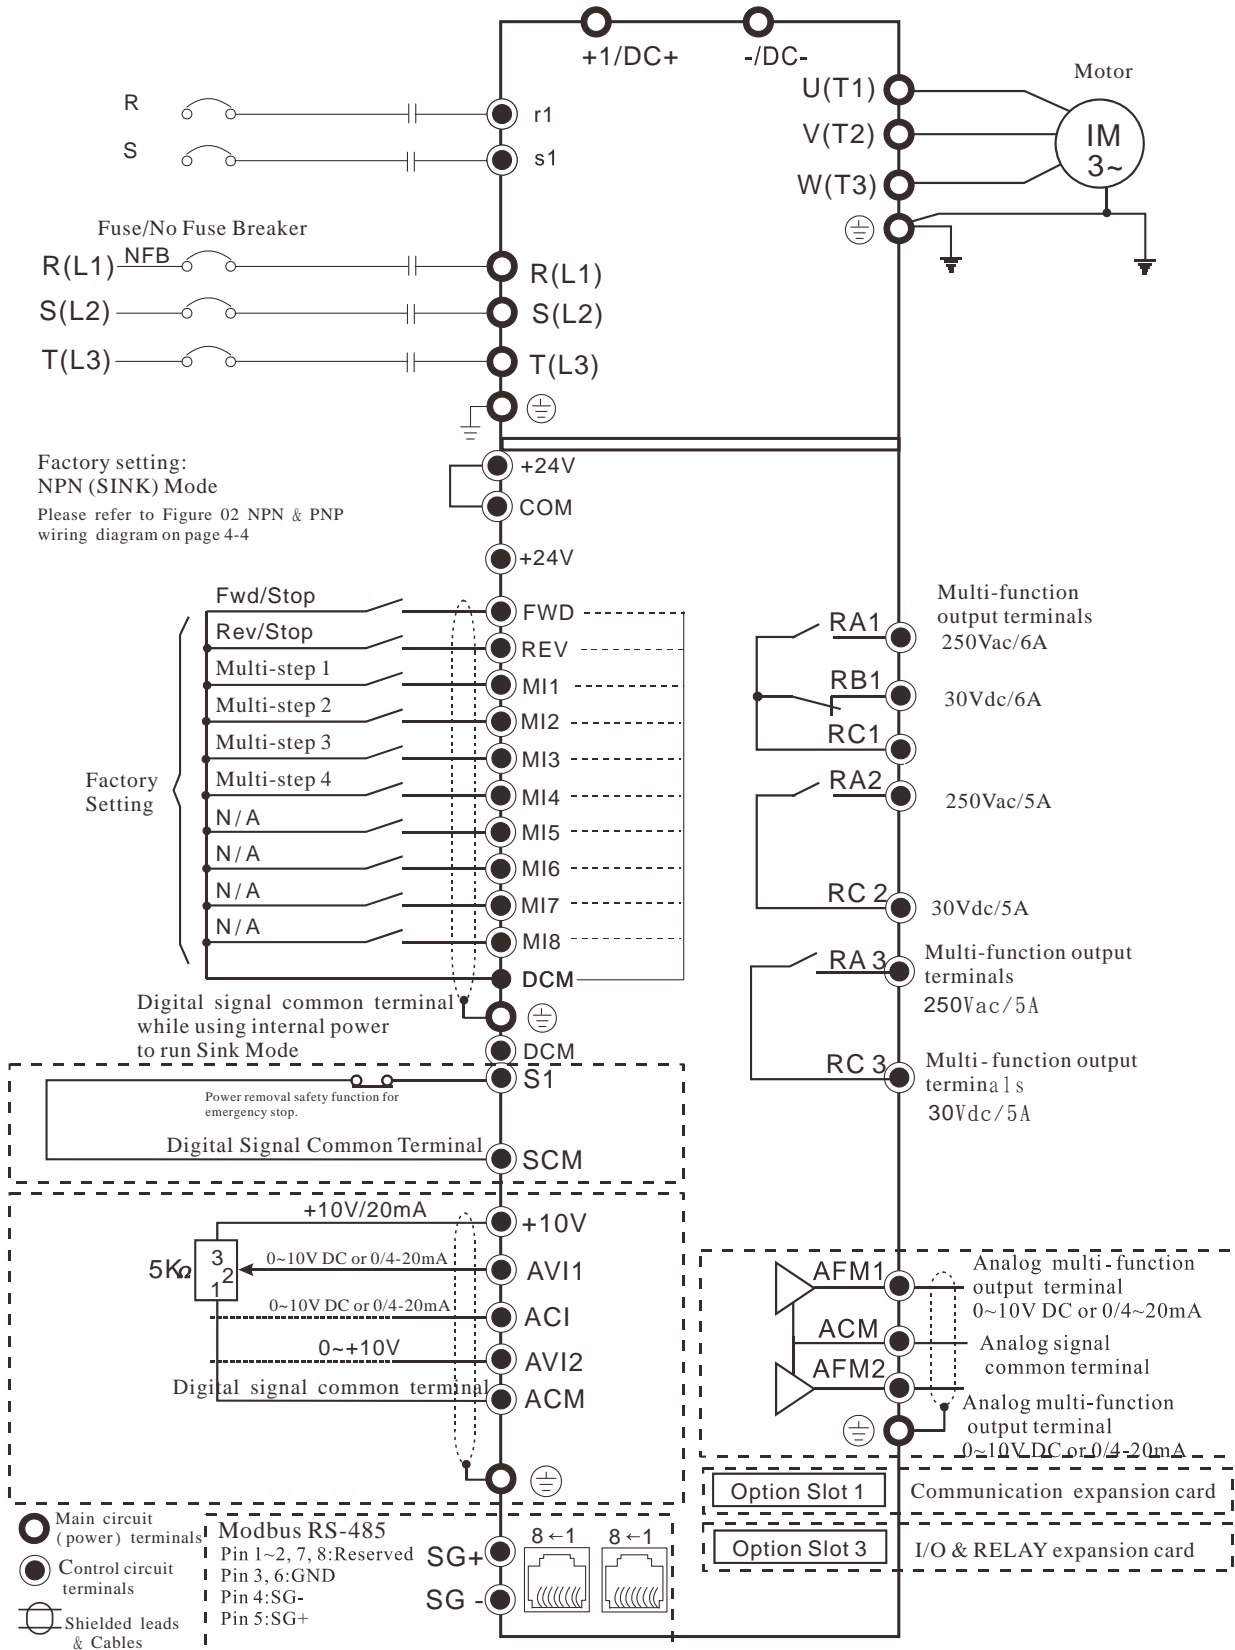 +1/DC+
-/DC-
Motor
U(T1)
V(T2)
W(T3)
IM
3~
R
r1
S
s1
Fuse/No Fuse Breaker
R(L1)
NFB
R(L1)
S(L2)
S(L2)
T(L3)
T(L3)
Factory setting:
NPN (SINK) Mode
Please refer to Figure 02 NPN & PNP
wiring diagram on page 4-4
+24V
COM
+24V
Factory
Setting
Fwd/Stop
FWD
Rev/Stop
REV
Multi-step 1
MI1
Multi-step 2
MI2
Multi-step 3
MI3
Multi-step 4
MI4
N/A
MI5
N/A
MI6
N/A
MI7
N/A
MI8
DCM
Digital signal common terminal
while using internal power
to run Sink Mode
DCM
Multi-function
output terminals
250Vac/6A
RA1
RB1
30Vdc/6A
RC1
RA2
250Vac/5A
RC 2
30Vdc/5A
RA 3
Multi-function output
terminals
250Vac/5A
RC 3
Multi-function output
terminals
30Vdc/5A
S1
Power removal safety function for
emergency stop.
Digital Signal Common Terminal
SCM
+10V/20mA
+10V
5KΩ
3
2
1
0~10V DC or 0/4-20mA
AVI1
0~10V DC or 0/4-20mA
ACI
0~+10V
AVI2
Digital signal common terminal
ACM
AFM1
Analog multi-function
output terminal
0~10V DC or 0/4~20mA
ACM
Analog signal
common terminal
AFM2
Analog multi-function
output terminal
0~10V DC or 0/4-20mA
Option Slot 1
Communication expansion card
Option Slot 3
I/O & RELAY expansion card
Main circuit
(power) terminals
Control circuit
terminals
Shielded leads
& Cables
Modbus RS-485
Pin 1~2, 7, 8:Reserved
Pin 3, 6:GND
Pin 4:SG-
Pin 5:SG+
SG+
SG -
8←1
8←1